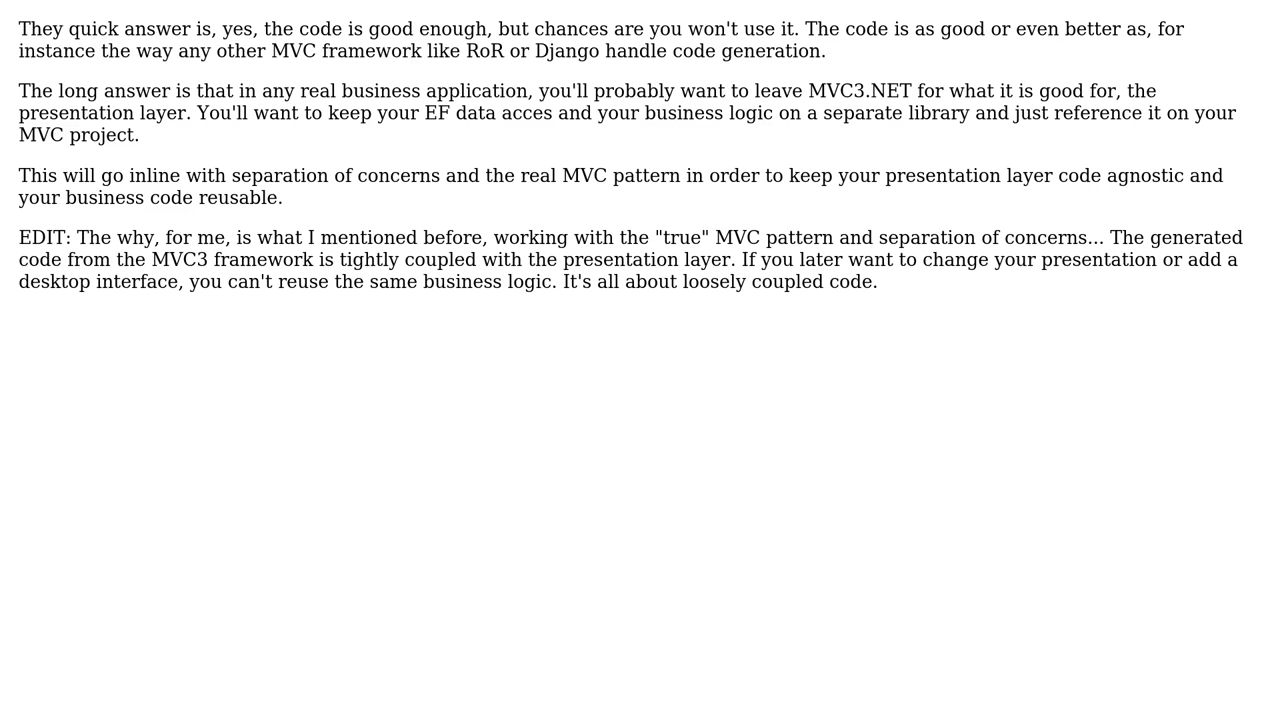 They quick answer is, yes, the code is good enough, but chances are you won't use it. The code is as good or even better as, for
instance the way any other MVC framework like RoR or Django handle code generation.
The long answer is that in any real business application, you'll probably want to leave MVC3.NET for what it is good for, the
presentation layer. You'll want to keep your EF data acces and your business logic on a separate library and just reference it on your
MVC project.
This will go inline with separation of concerns and the real MVC pattern in order to keep your presentation layer code agnostic and
your business code reusable.
EDIT: The why, for me, is what I mentioned before, working with the "true" MVC pattern and separation of concerns... The generated
code from the MVC3 framework is tightly coupled with the presentation layer. If you later want to change your presentation or add a
desktop interface, you can't reuse the same business logic. It's all about loosely coupled code.